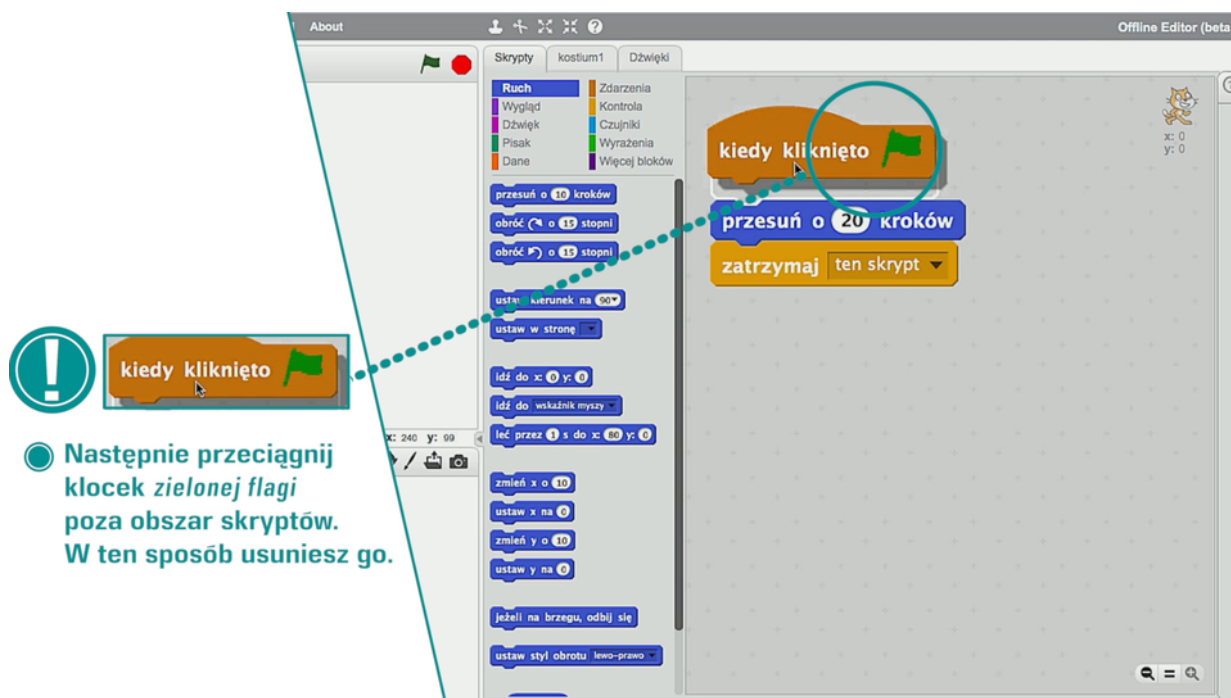 About
Offline Editor (beta
Skrypty kostium1 Dźwięki
Ruch Zdarzenia
Wygląd Kontrola
Dźwięk Czujniki
Pisak Wyrażenia
Dane Więcej bloków
przesuń o 10 kroków
obróć o 15 stopni
obróć o 15 stopni
ustaw kierunek na 90
ustaw w stronę
idź do x: 0 y: 0
idź do wskaźnik myszy
leć przez 1 s do x: 80 y: 0
zmień x o 10
ustaw x na 0
zmień y o 10
ustaw y na 0
jeżeli na brzegu, odbij się
ustaw styl obrotu lewo-prawo
kiedy kliknięto
przesuń o 20 kroków
zatrzymaj ten skrypt
x: 0
y: 0
x: 240 y: 99
kiedy kliknięto
Następnie przeciągnij
klocek zielonej flagi
poza obszar skryptów.
W ten sposób usuniesz go.